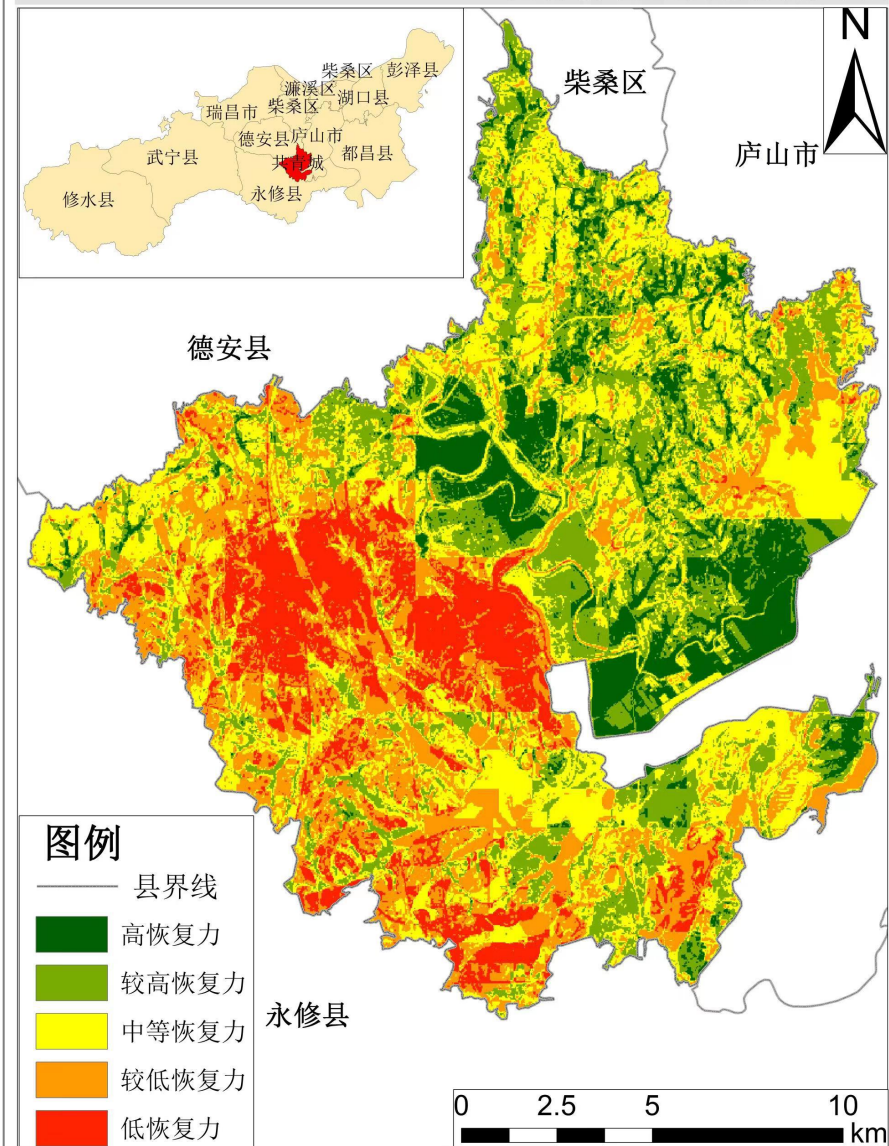 柴桑区
彭泽县
濂溪区
湖口县
瑞昌市
柴桑区
德安县
庐山市
都昌县
武宁县
共青城
修水县
永修县
N
柴桑区
庐山市
德安县
永修县
图例
县界线
高恢复力
较高恢复力
中等恢复力
较低恢复力
低恢复力
0 2.5 5 10
km